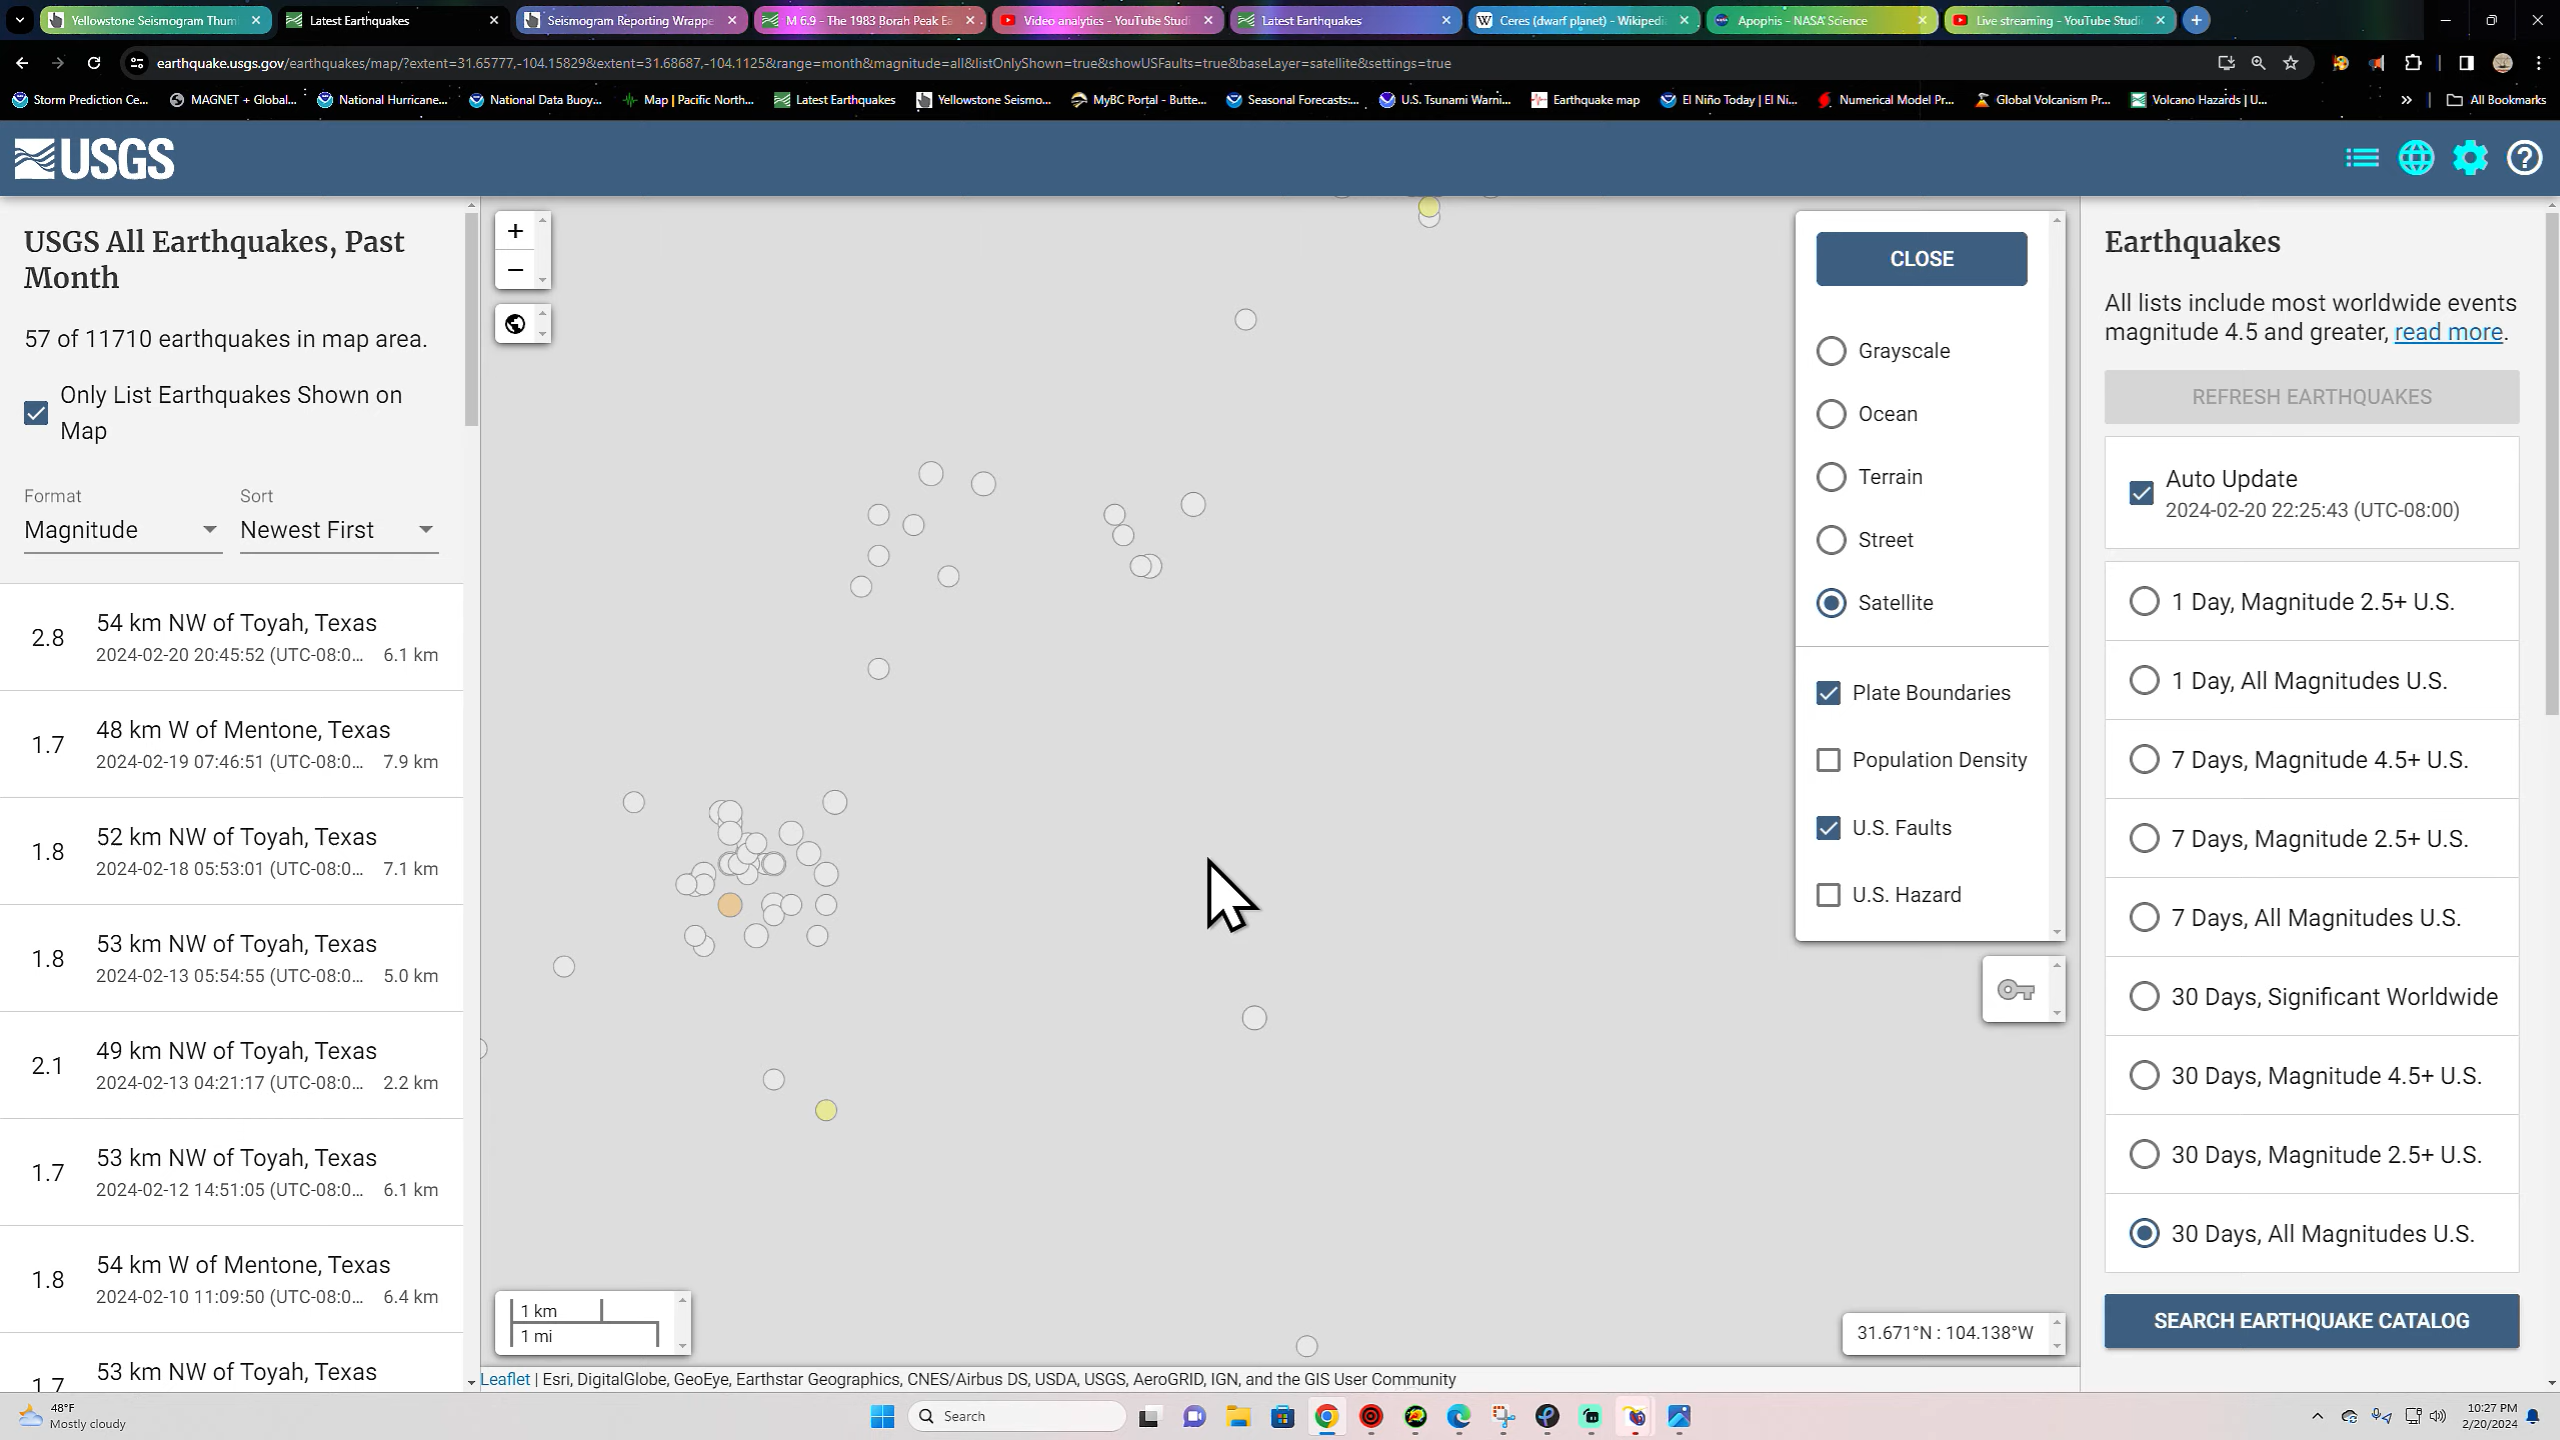 Yellowstone Seismogram Thum
Latest Earthquakes
Seismogram Reporting Wrappe
M 6.9 - The 1983 Borah Peak Ea
Video analytics - YouTube Studi
Latest Earthquakes
Ceres (dwarf planet) - Wikipedi
Apophis - NASA Science
Live streaming - YouTube Studi
earthquake.usgs.gov/earthquakes/map/?extent=31.65777,-104.15829&extent=31.68687,-104.1125&range=month&magnitude=all&listOnlyShown=true&showUSFaults=true&baseLayer=satellite&settings=true
Storm Prediction Ce...
MAGNET + Global...
National Hurricane...
National Data Buoy...
Map | Pacific North...
Latest Earthquakes
Yellowstone Seismo...
MyBC Portal - Butte...
Seasonal Forecasts:...
U.S. Tsunami Warni...
Earthquake map
El Niño Today | El Ni...
Numerical Model Pr...
Global Volcanism Pr...
Volcano Hazards | U...
All Bookmarks
USGS
USGS All Earthquakes, Past
Month
57 of 11710 earthquakes in map area.
Only List Earthquakes Shown on
Map
Format
Sort
Magnitude
Newest First
2.8
54 km NW of Toyah, Texas
2024-02-20 20:45:52 (UTC-08:0... 6.1 km
1.7
48 km W of Mentone, Texas
2024-02-19 07:46:51 (UTC-08:0... 7.9 km
1.8
52 km NW of Toyah, Texas
2024-02-18 05:53:01 (UTC-08:0... 7.1 km
1.8
53 km NW of Toyah, Texas
2024-02-13 05:54:55 (UTC-08:0... 5.0 km
2.1
49 km NW of Toyah, Texas
2024-02-13 04:21:17 (UTC-08:0... 2.2 km
1.7
53 km NW of Toyah, Texas
2024-02-12 14:51:05 (UTC-08:0... 6.1 km
1.8
54 km W of Mentone, Texas
2024-02-10 11:09:50 (UTC-08:0... 6.4 km
1.7
53 km NW of Toyah, Texas
+
−
1 km
1 mi
CLOSE
Grayscale
Ocean
Terrain
Street
Satellite
Plate Boundaries
Population Density
U.S. Faults
U.S. Hazard
31.671°N : 104.138°W
Leaflet | Esri, DigitalGlobe, GeoEye, Earthstar Geographics, CNES/Airbus DS, USDA, USGS, AeroGRID, IGN, and the GIS User Community
Earthquakes
All lists include most worldwide events
magnitude 4.5 and greater, read more.
REFRESH EARTHQUAKES
Auto Update
2024-02-20 22:25:43 (UTC-08:00)
1 Day, Magnitude 2.5+ U.S.
1 Day, All Magnitudes U.S.
7 Days, Magnitude 4.5+ U.S.
7 Days, Magnitude 2.5+ U.S.
7 Days, All Magnitudes U.S.
30 Days, Significant Worldwide
30 Days, Magnitude 4.5+ U.S.
30 Days, Magnitude 2.5+ U.S.
30 Days, All Magnitudes U.S.
SEARCH EARTHQUAKE CATALOG
48°F
Mostly cloudy
Search
10:27 PM
2/20/2024